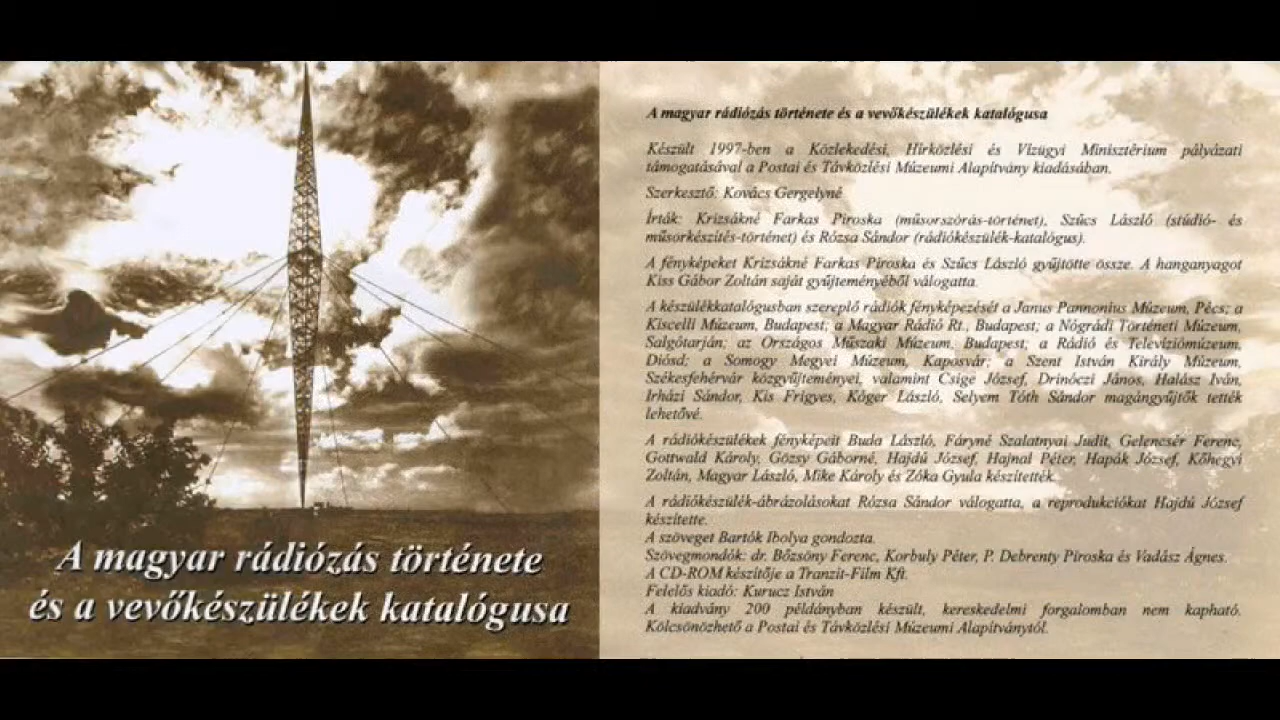 A magyar rádiózás története
és a vevőkészülékek katalógusa
A magyar rádiózás története és a vevőkészülékek katalógusa
Készült 1997-ben a Közlekedési, Hírközlési és Vízügyi Minisztérium pályázati
támogatásával a Postai és Távközlési Múzeumi Alapítvány kiadásában.
Szerkesztő: Kovács Gergelyné
Írták: Krizsákné Farkas Piroska (műsorszórás-történet), Szűcs László (stúdió- és
műsorkészítés-történet) és Rózsa Sándor (rádiókészülék-katalógus).
A fényképeket Krizsákné Farkas Piroska és Szűcs László gyűjtötte össze. A hanganyagot
Kiss Gábor Zoltán saját gyűjteményéből válogatta.
A készülékkatalógusban szereplő rádiók fényképezését a Janus Pannonius Múzeum, Pécs; a
Kiscelli Múzeum, Budapest; a Magyar Rádió Rt., Budapest; a Nógrádi Történeti Múzeum,
Salgótarján; az Országos Műszaki Múzeum, Budapest; a Rádió és Televíziómúzeum,
Diósd; a Somogy Megyei Múzeum, Kaposvár; a Szent István Király Múzeum,
Székesfehérvár közgyűjteményei, valamint Csige József, Drinóczi János, Halász Iván,
Irházi Sándor, Kis Frigyes, Kóger László, Selyem Tóth Sándor magángyűjtők tették
lehetővé.
A rádiókészülékek fényképeit Buda László, Fáryné Szalatnyai Judit, Gelencsér Ferenc,
Gottwald Károly, Gózsy Gáborné, Hajdú József, Hajnal Péter, Hapák József, Kőhegyi
Zoltán, Magyar László, Mike Károly és Zóka Gyula készítették.
A rádiókészülék-ábrázolásokat Rózsa Sándor válogatta, a reprodukciókat Hajdú József
készítette.
A szöveget Bartók Ibolya gondozta.
Szövegmondók: dr. Bőzsöny Ferenc, Korbuly Péter, P. Debrenty Piroska és Vadász Ágnes.
A CD-ROM készítője a Tranzit-Film Kft.
Felelős kiadó: Kurucz István
A kiadvány 200 példányban készült, kereskedelmi forgalomban nem kapható.
Kölcsönözhető a Postai és Távközlési Múzeumi Alapítványtól.